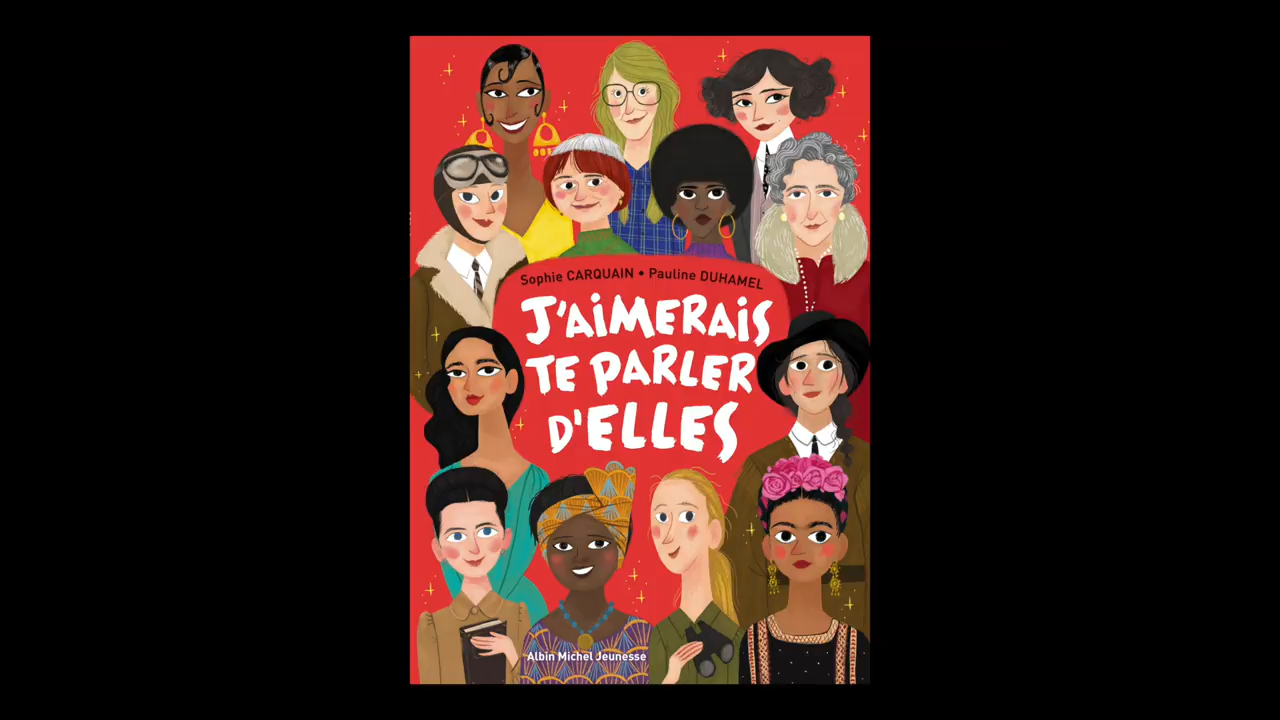 Sophie CARQUAIN • Pauline DUHAMEL
J'AiMERAiS
TE PARLER
D'ELLES
Albin Michel Jeunesse